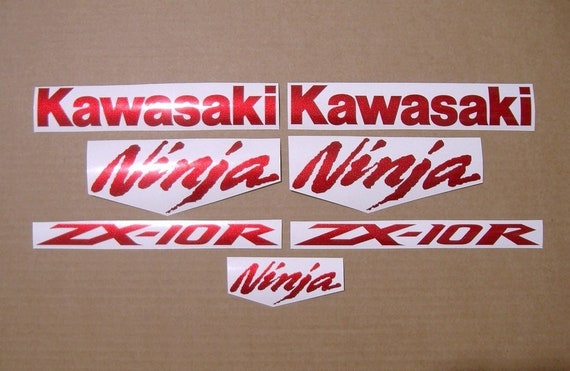 Kawasaki Kawasaki
Ninja Ninja
ZX-10R ZX-10R
Ninja